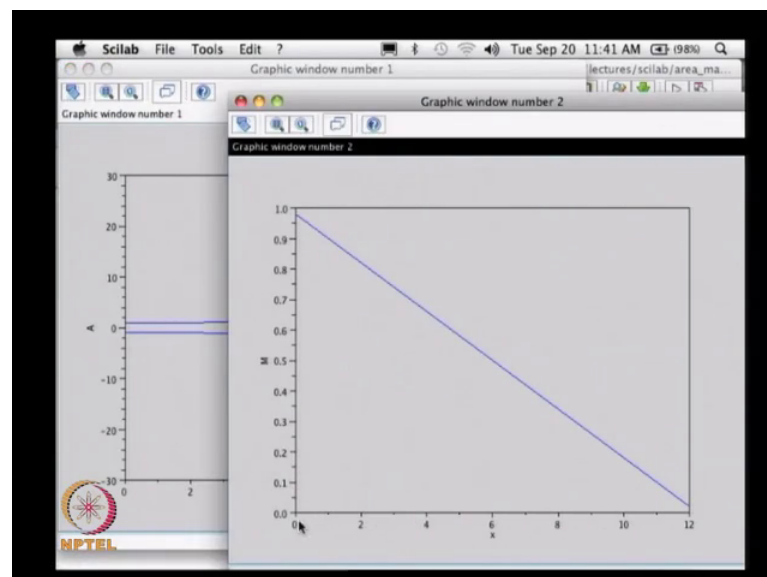 Scilab File Tools Edit ? Tue Sep 20 11:41 AM (98%)
Graphic window number 1
lectures/scilab/area_ma...
Graphic window number 2
Graphic window number 1
Graphic window number 2
30
20
10
0
-10
-20
-30
A
0
2
1.0
0.9
0.8
0.7
0.6
0.5
0.4
0.3
0.2
0.1
0.0
M
0 2 4 6 8 10 12
x
NPTEL